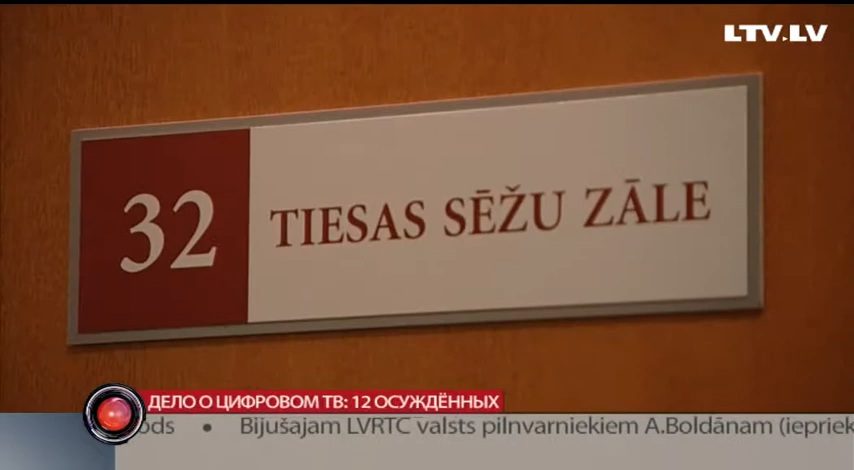 LTV.LV
32 TIESAS SĒŽU ZĀLE
ДЕЛО О ЦИФРОВОМ ТВ: 12 ОСУЖДЁННЫХ
• Bijušajam LVRTC valsts pilnvarniekiem A.Boldānam